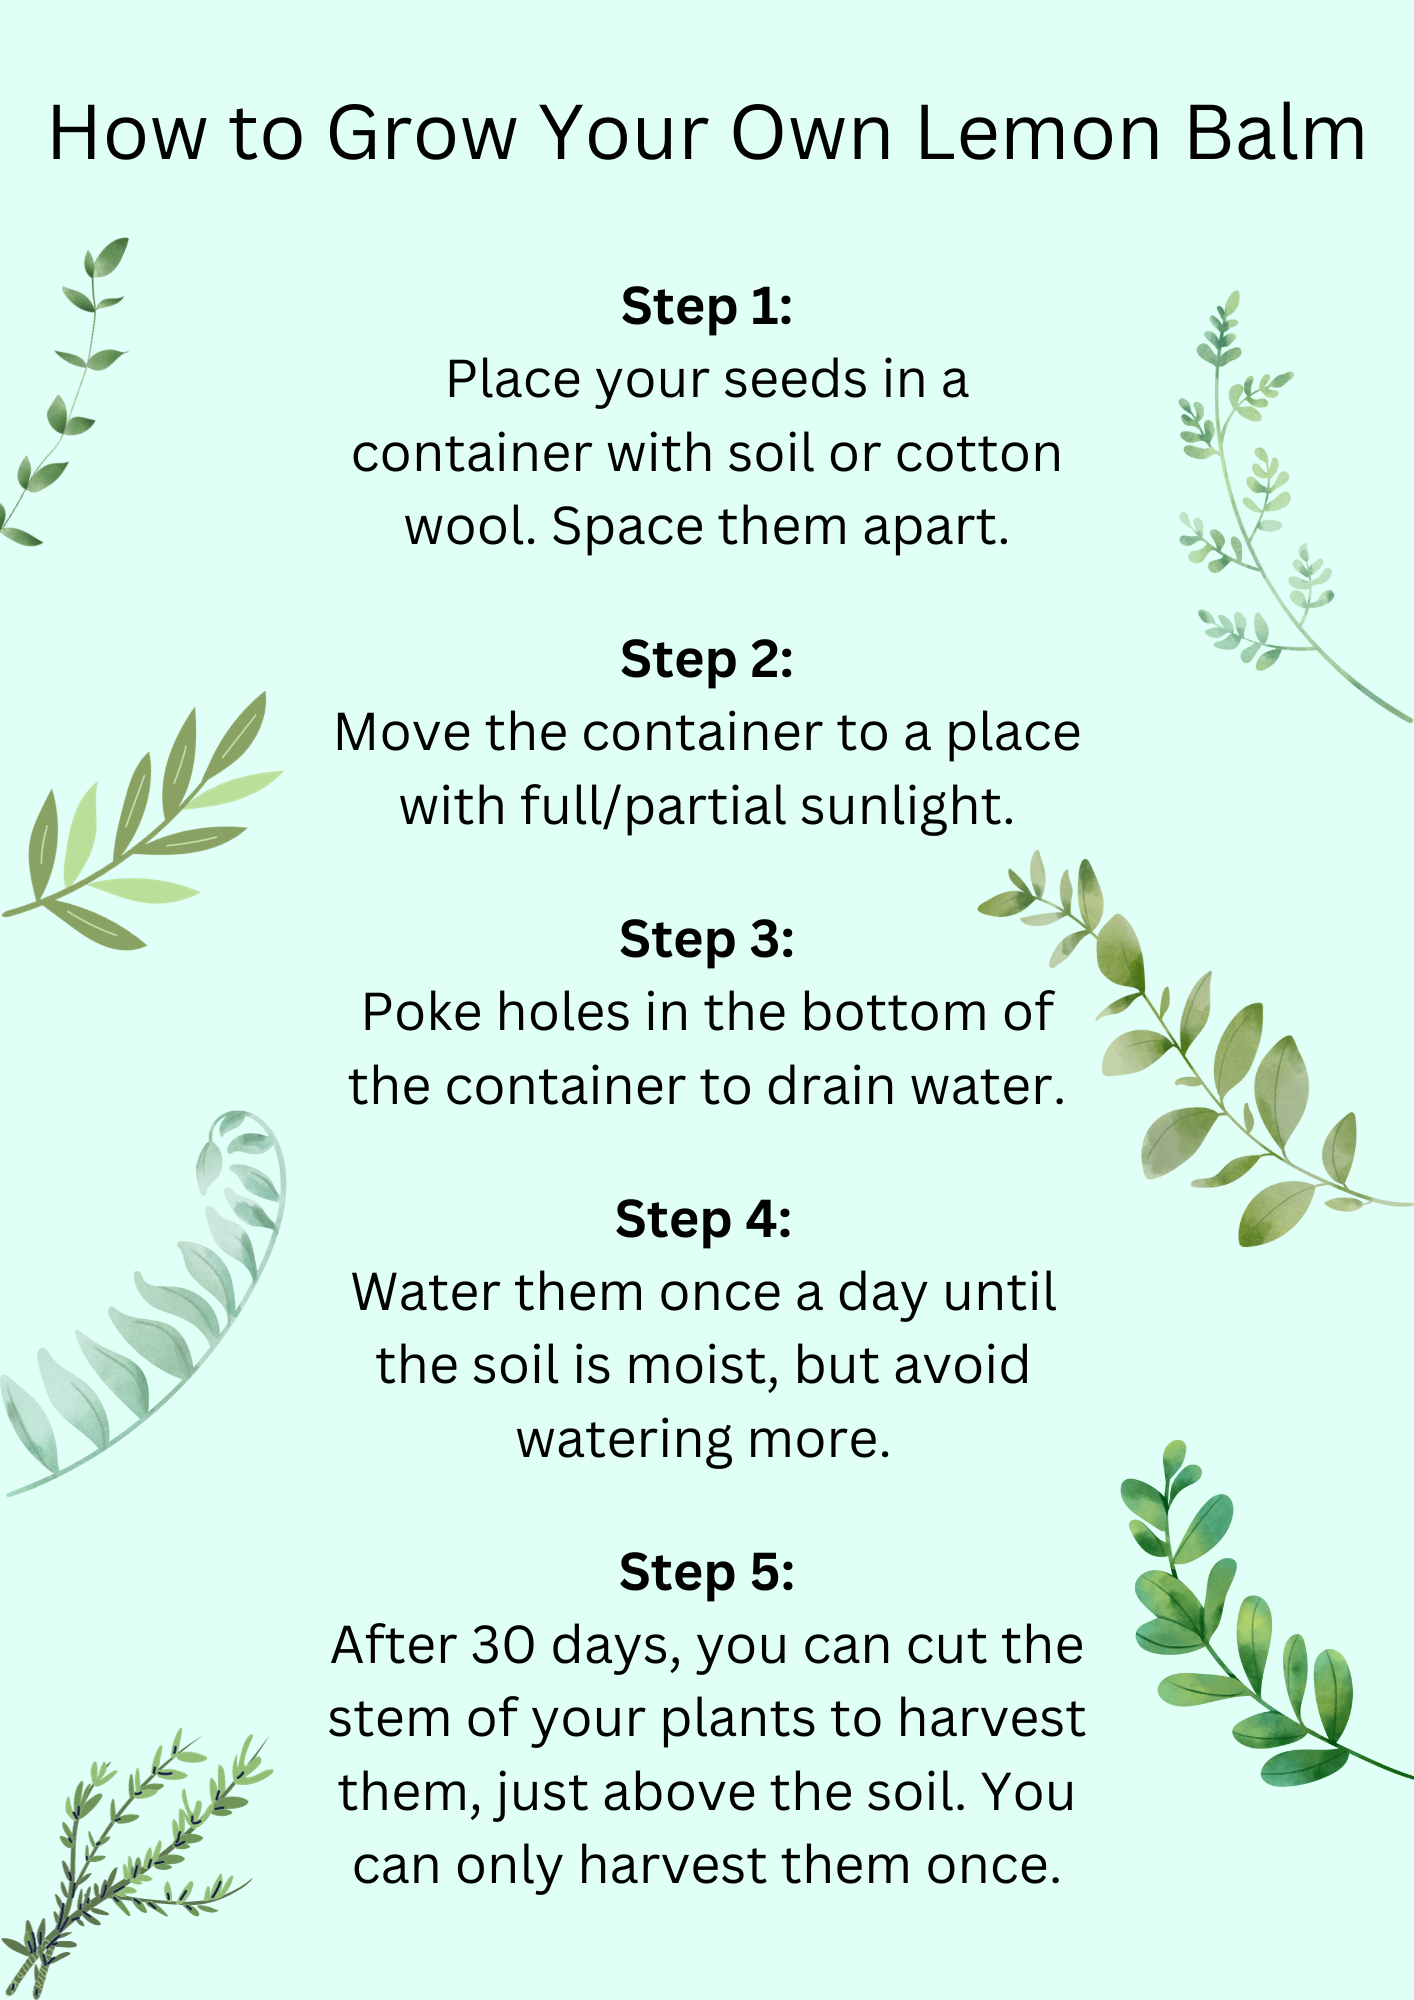 How to Grow Your Own Lemon Balm
Step 1:
Place your seeds in a
container with soil or cotton
wool. Space them apart.
Step 2:
Move the container to a place
with full/partial sunlight.
Step 3:
Poke holes in the bottom of
the container to drain water.
Step 4:
Water them once a day until
the soil is moist, but avoid
watering more.
Step 5:
After 30 days, you can cut the
stem of your plants to harvest
them, just above the soil. You
can only harvest them once.